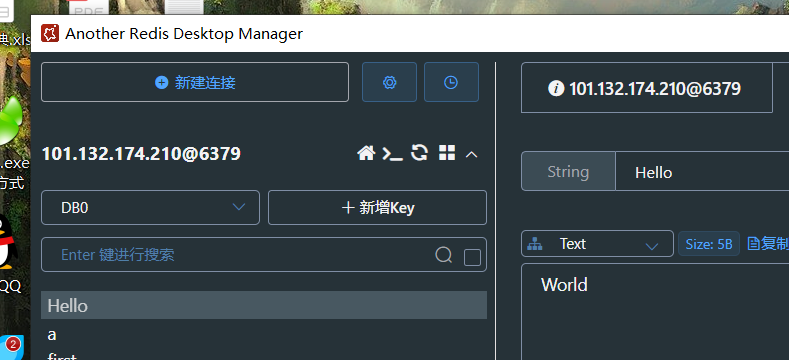 典.xls
PDF
Another Redis Desktop Manager
新建连接
101.132.174.210@6379
101.132.174.210@6379
.exe
方式
String
Hello
DB0
新增Key
Text
Size: 5B
复制
Enter 键进行搜索
World
QQ
Hello
a
first
2